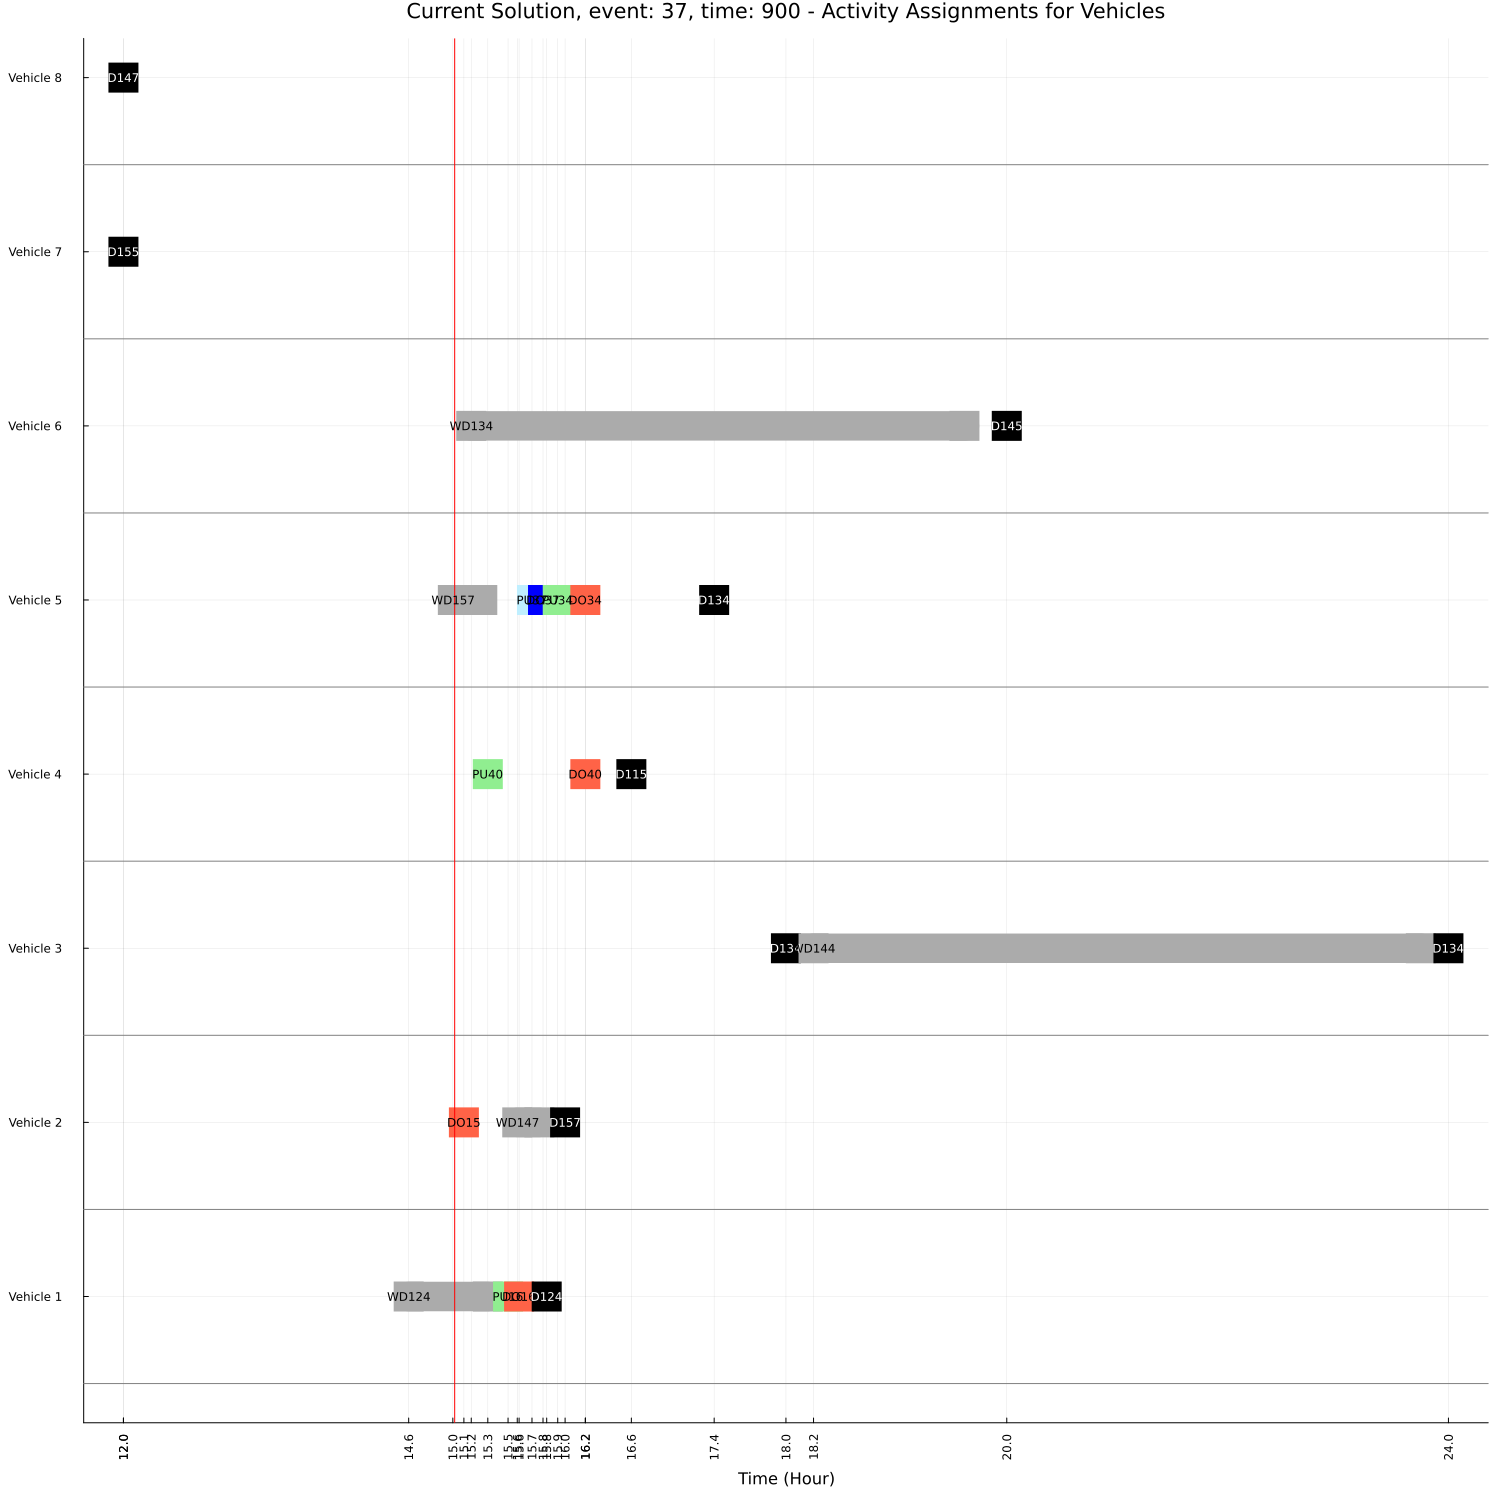 Current Solution, event: 37, time: 900 - Activity Assignments for Vehicles
Vehicle 8
D147
Vehicle 7
D155
Vehicle 6
WD134
D145
Vehicle 5
WD157
DO34
D134
Vehicle 4
PU40
DO40
D115
Vehicle 3
D134
WD144
D134
Vehicle 2
DO15
WD147
D157
Vehicle 1
WD124
D124
12.0
14.6
15.0
15.1
15.2
15.3
15.5
15.7
15.8
15.9
16.0
16.2
16.6
17.4
18.0
18.2
20.0
24.0
Time (Hour)